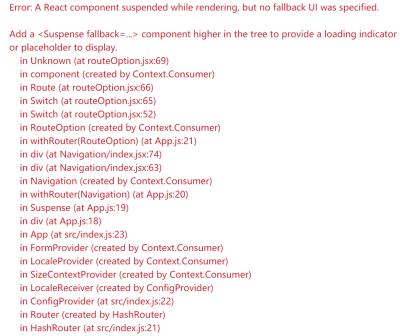 Error: A React component suspended while rendering, but no fallback UI was specified.
Add a <Suspense fallback=...> component higher in the tree to provide a loading indicator
or placeholder to display.
in Unknown (at routeOption.jsx:69)
in component (created by Context.Consumer)
in Route (at routeOption.jsx:66)
in Switch (at routeOption.jsx:65)
in Switch (at routeOption.jsx:52)
in RouteOption (created by Context.Consumer)
in withRouter(RouteOption) (at App.js:21)
in div (at Navigation/index.jsx:74)
in div (at Navigation/index.jsx:63)
in Navigation (created by Context.Consumer)
in withRouter(Navigation) (at App.js:20)
in Suspense (at App.js:19)
in div (at App.js:18)
in App (at src/index.js:23)
in FormProvider (created by Context.Consumer)
in LocaleProvider (created by Context.Consumer)
in SizeContextProvider (created by Context.Consumer)
in LocaleReceiver (created by ConfigProvider)
in ConfigProvider (at src/index.js:22)
in Router (created by HashRouter)
in HashRouter (at src/index.js:21)